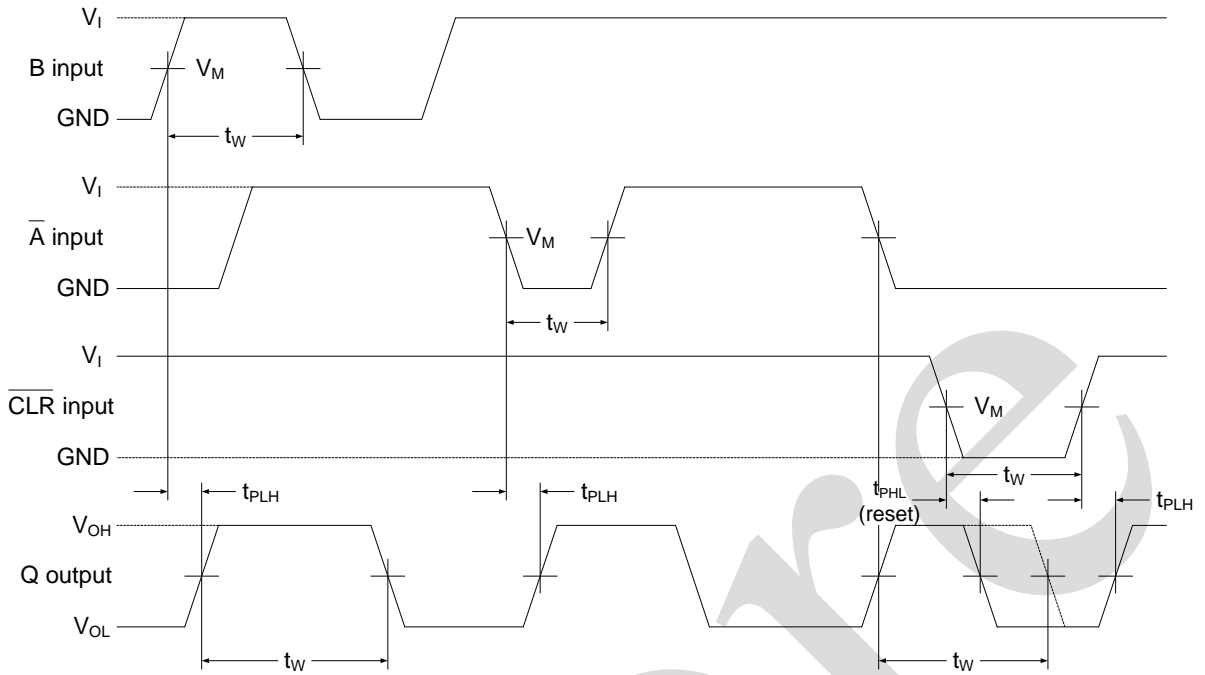 V_I
B input
V_M
GND
t_W
V_I
A̅ input
V_M
GND
t_W
V_I
C̅L̅R̅ input
V_M
GND
t_W
t_PLH
t_PLH
t_PHL
(reset)
t_PLH
V_OH
Q output
V_OL
t_W
t_W